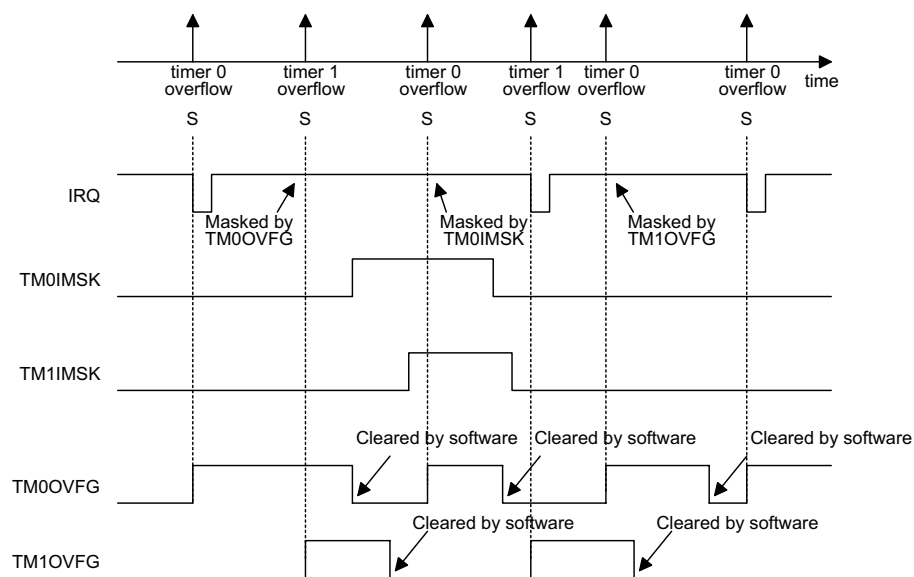 timer 0 timer 1 timer 0 timer 1 timer 0 timer 0
overflow overflow overflow overflow overflow overflow
time
S S S S S S
IRQ
Masked by
TM0OVFG
Masked by
TM0IMSK
Masked by
TM1OVFG
TM0IMSK
TM1IMSK
Cleared by software Cleared by software Cleared by software
TM0OVFG
Cleared by software Cleared by software
TM1OVFG